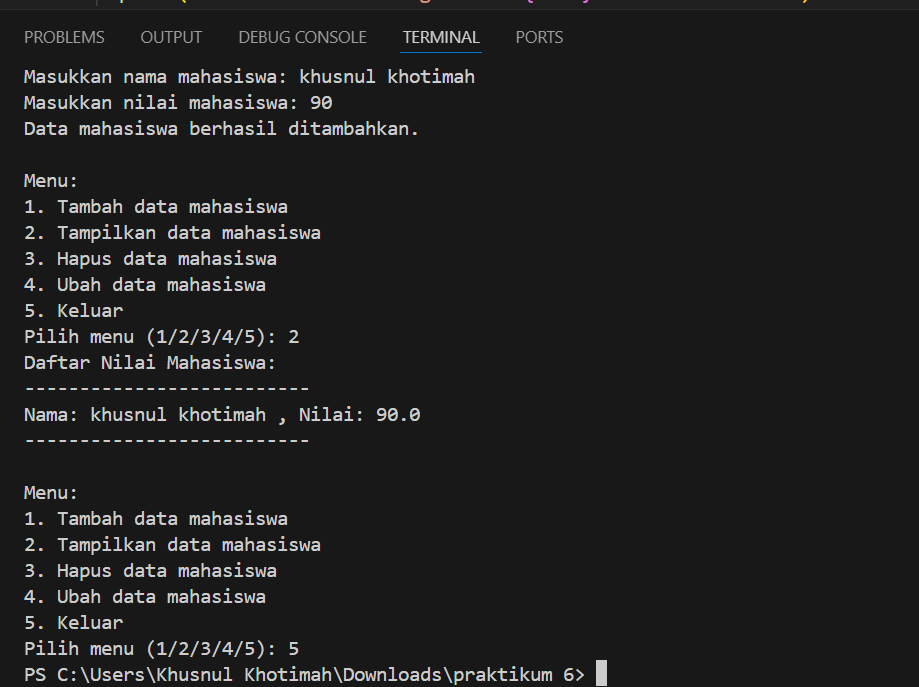 PROBLEMS OUTPUT DEBUG CONSOLE TERMINAL PORTS
Masukkan nama mahasiswa: khusnul khotimah
Masukkan nilai mahasiswa: 90
Data mahasiswa berhasil ditambahkan.
Menu:
1. Tambah data mahasiswa
2. Tampilkan data mahasiswa
3. Hapus data mahasiswa
4. Ubah data mahasiswa
5. Keluar
Pilih menu (1/2/3/4/5): 2
Daftar Nilai Mahasiswa:
--------------------------
Nama: khusnul khotimah , Nilai: 90.0
--------------------------
Menu:
1. Tambah data mahasiswa
2. Tampilkan data mahasiswa
3. Hapus data mahasiswa
4. Ubah data mahasiswa
5. Keluar
Pilih menu (1/2/3/4/5): 5
PS C:\Users\Khusnul Khotimah\Downloads\praktikum 6>